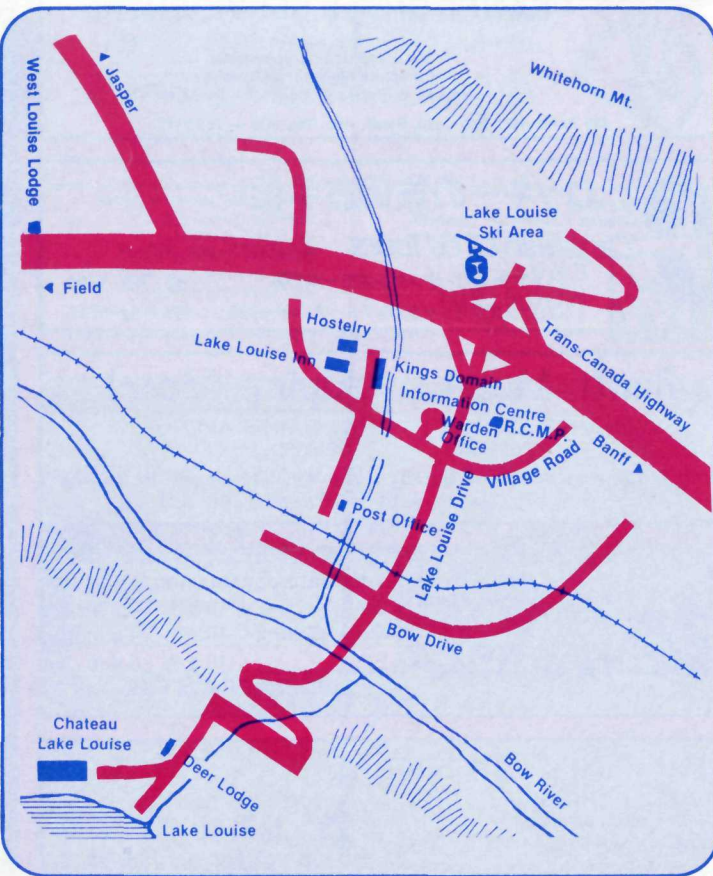 Whitehorn Mt.
Jasper
West Louise Lodge
Lake Louise
Ski Area
Field
Trans-Canada Highway
Hostelry
Lake Louise Inn
Kings Domain
Information Centre
Warden
Office
R.C.M.P.
Banff
Village Road
Post Office
Lake Louise Drive
Bow Drive
Chateau
Lake Louise
Deer Lodge
Bow River
Lake Louise